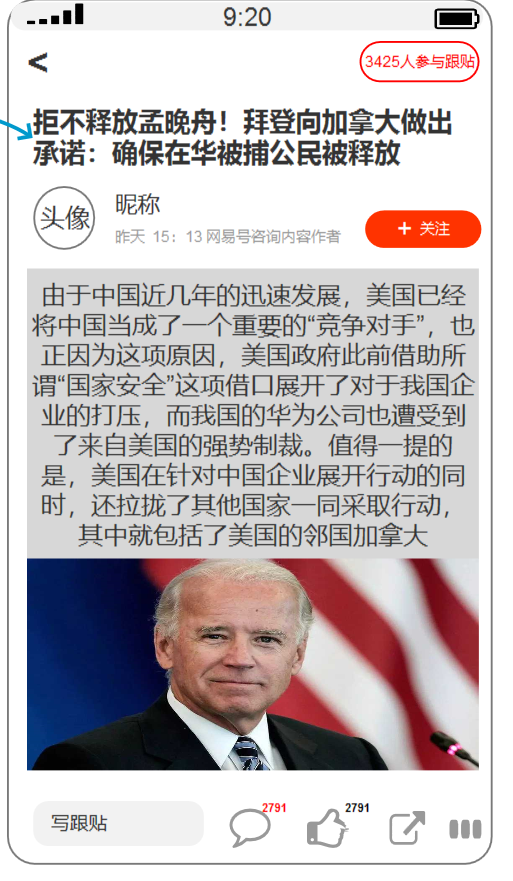 9:20
<
3425人参与跟贴
拒不释放孟晚舟！拜登向加拿大做出
承诺：确保在华被捕公民被释放
头像
昵称
昨天 15：13 网易号咨询内容作者
+ 关注
由于中国近几年的迅速发展，美国已经
将中国当成了一个重要的“竞争对手”，也
正因为这项原因，美国政府此前借助所
谓“国家安全”这项借口展开了对于我国企
业的打压，而我国的华为公司也遭受到
了来自美国的强势制裁。值得一提的
是，美国在针对中国企业展开行动的同
时，还拉拢了其他国家一同采取行动，
其中就包括了美国的邻国加拿大
写跟贴
2791
2791